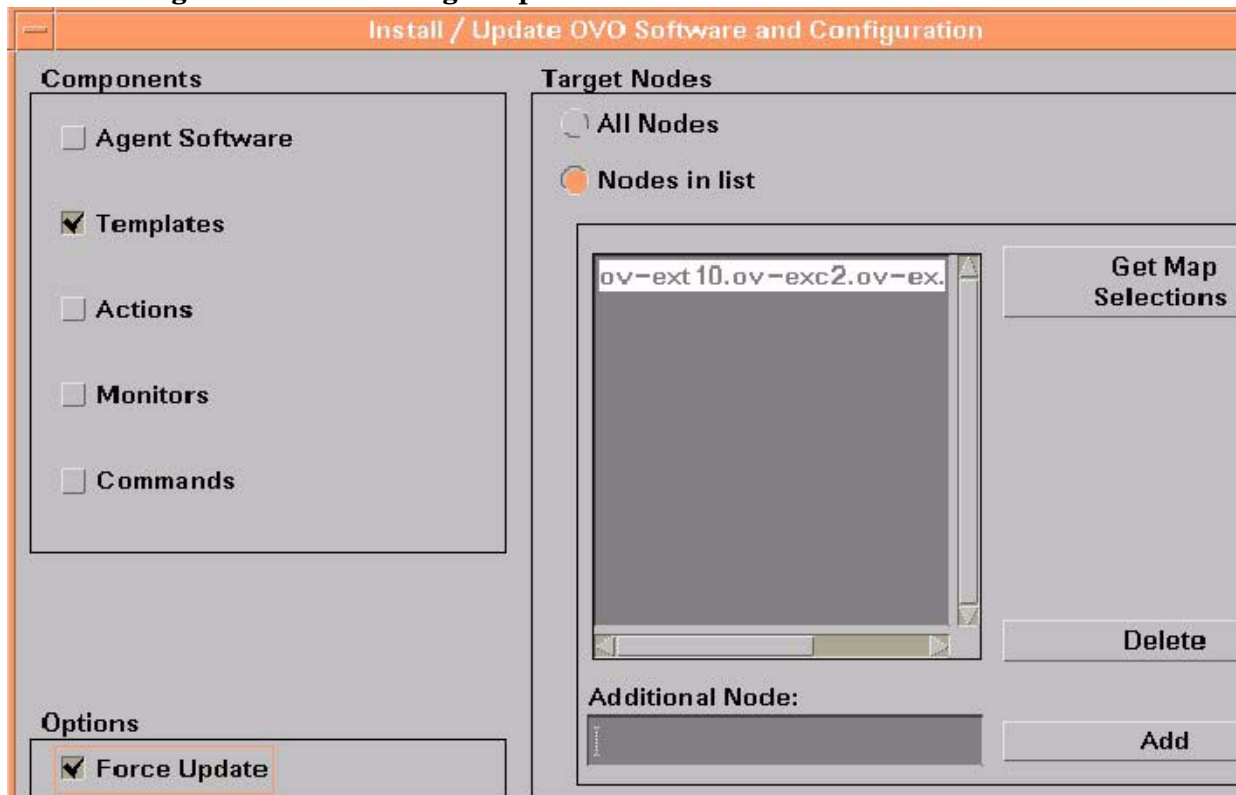 Install / Update OVO Software and Configuration
Components
Agent Software
Templates
Actions
Monitors
Commands
Options
Force Update
Target Nodes
All Nodes
Nodes in list
ov-ext10.ov-exc2.ov-ex.
Get Map
Selections
Delete
Additional Node:
Add